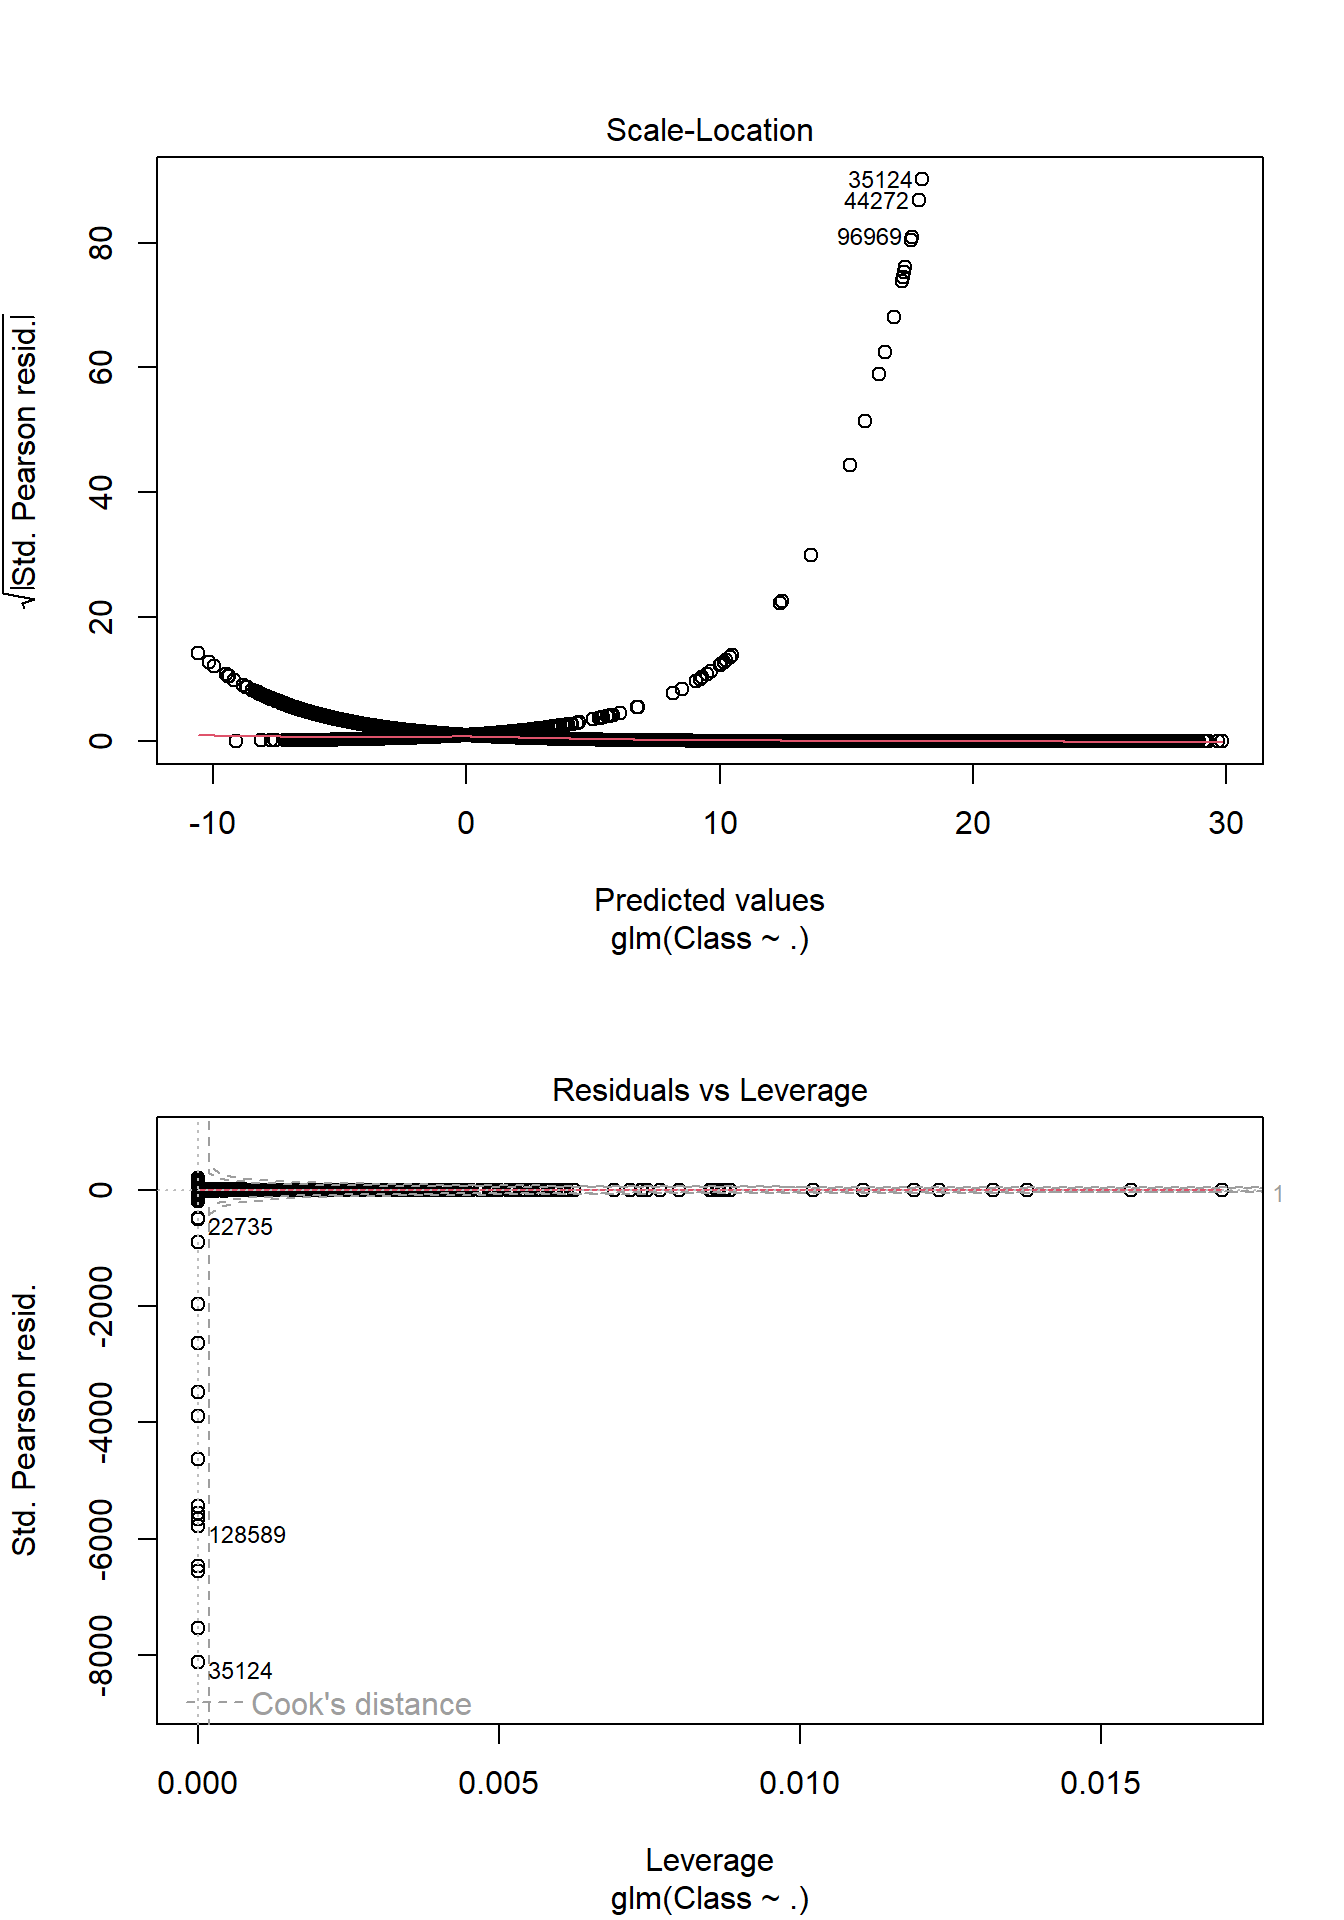 Scale-Location
√|Std. Pearson resid.|
80
60
40
20
0
35124
44272
96969
-10 0 10 20 30
Predicted values
glm(Class ~ .)
Residuals vs Leverage
Std. Pearson resid.
0
-2000
-4000
-6000
-8000
1
22735
128589
35124
Cook's distance
0.000 0.005 0.010 0.015
Leverage
glm(Class ~ .)